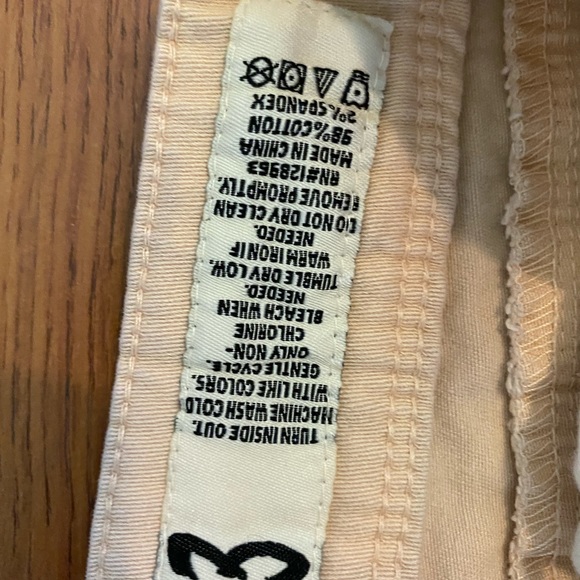 TURN INSIDE OUT.
MACHINE WASH COLD
WITH LIKE COLORS.
GENTLE CYCLE.
ONLY NON-
CHLORINE
BLEACH WHEN
NEEDED.
TUMBLE DRY LOW.
WARM IRON IF
NEEDED.
DO NOT DRY CLEAN
REMOVE PROMPTLY.
RN#128963
MADE IN CHINA
98% COTTON
2% SPANDEX